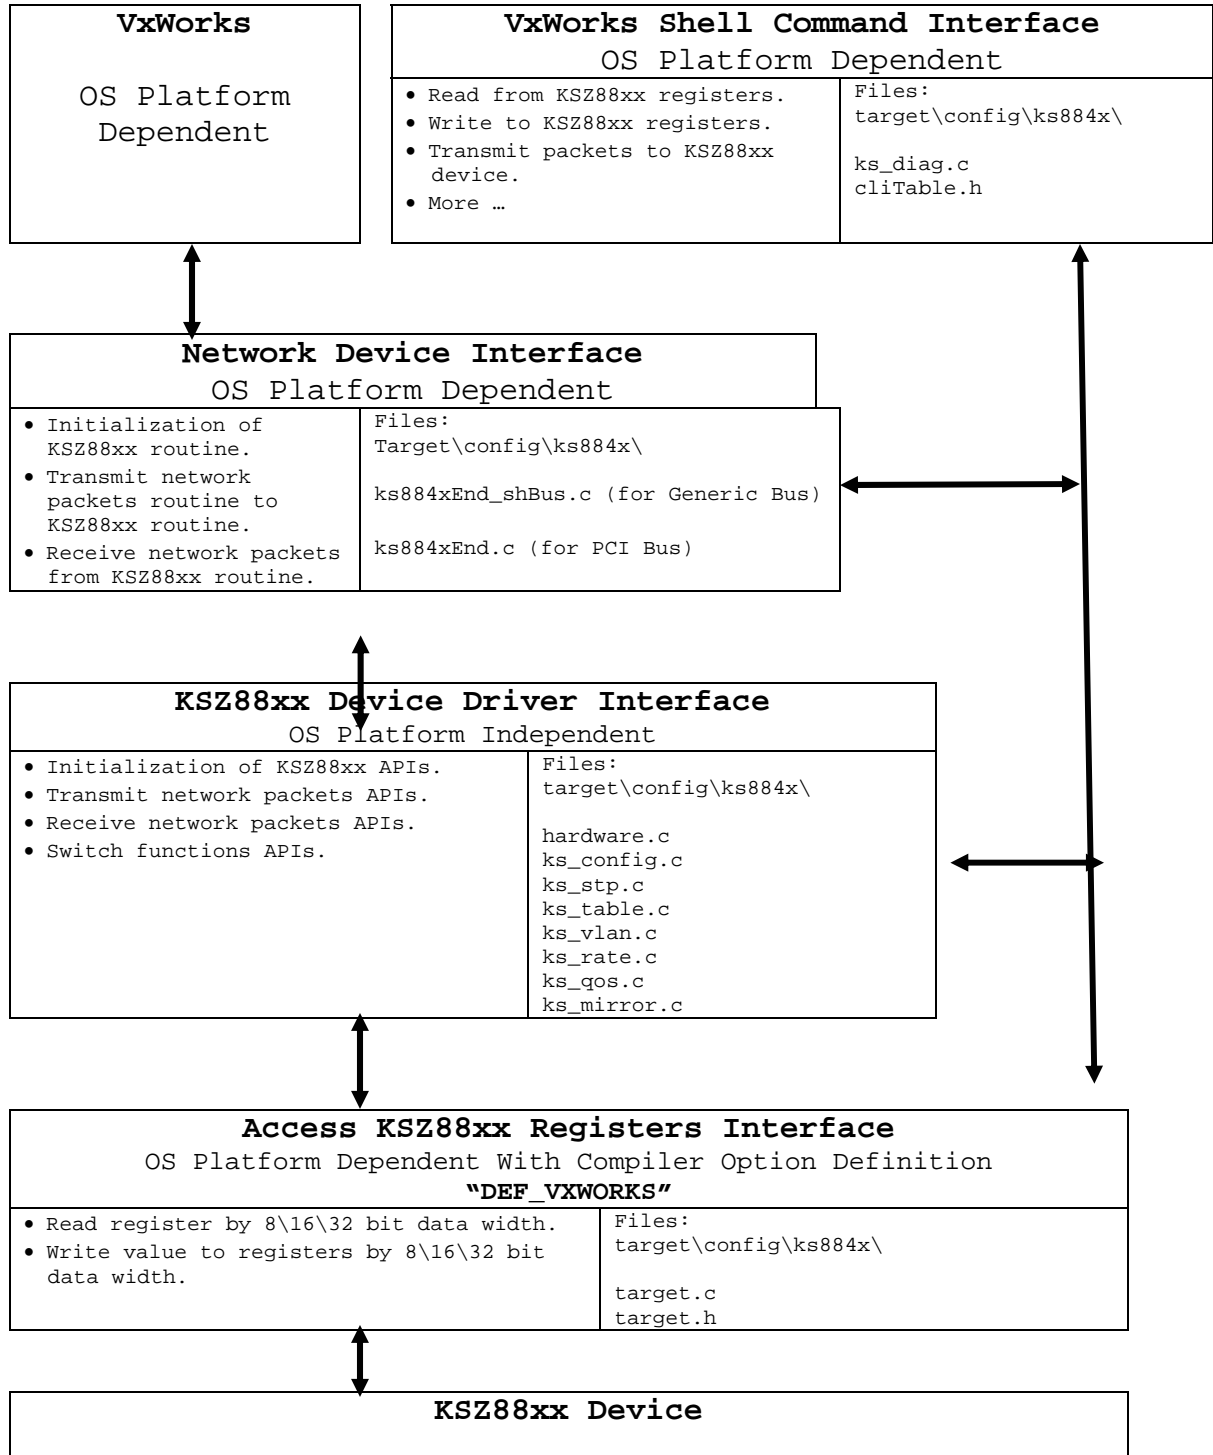 VxWorks
OS Platform
Dependent
VxWorks Shell Command Interface
OS Platform Dependent
• Read from KSZ88xx registers.
• Write to KSZ88xx registers.
• Transmit packets to KSZ88xx
device.
• More …
Files:
target\config\ks884x\
ks_diag.c
cliTable.h
Network Device Interface
OS Platform Dependent
• Initialization of
KSZ88xx routine.
• Transmit network
packets routine to
KSZ88xx routine.
• Receive network packets
from KSZ88xx routine.
Files:
Target\config\ks884x\
ks884xEnd_shBus.c (for Generic Bus)
ks884xEnd.c (for PCI Bus)
KSZ88xx Device Driver Interface
OS Platform Independent
• Initialization of KSZ88xx APIs.
• Transmit network packets APIs.
• Receive network packets APIs.
• Switch functions APIs.
Files:
target\config\ks884x\
hardware.c
ks_config.c
ks_stp.c
ks_table.c
ks_vlan.c
ks_rate.c
ks_qos.c
ks_mirror.c
Access KSZ88xx Registers Interface
OS Platform Dependent With Compiler Option Definition
“DEF_VXWORKS”
• Read register by 8\16\32 bit data width.
• Write value to registers by 8\16\32 bit
data width.
Files:
target\config\ks884x\
target.c
target.h
KSZ88xx Device